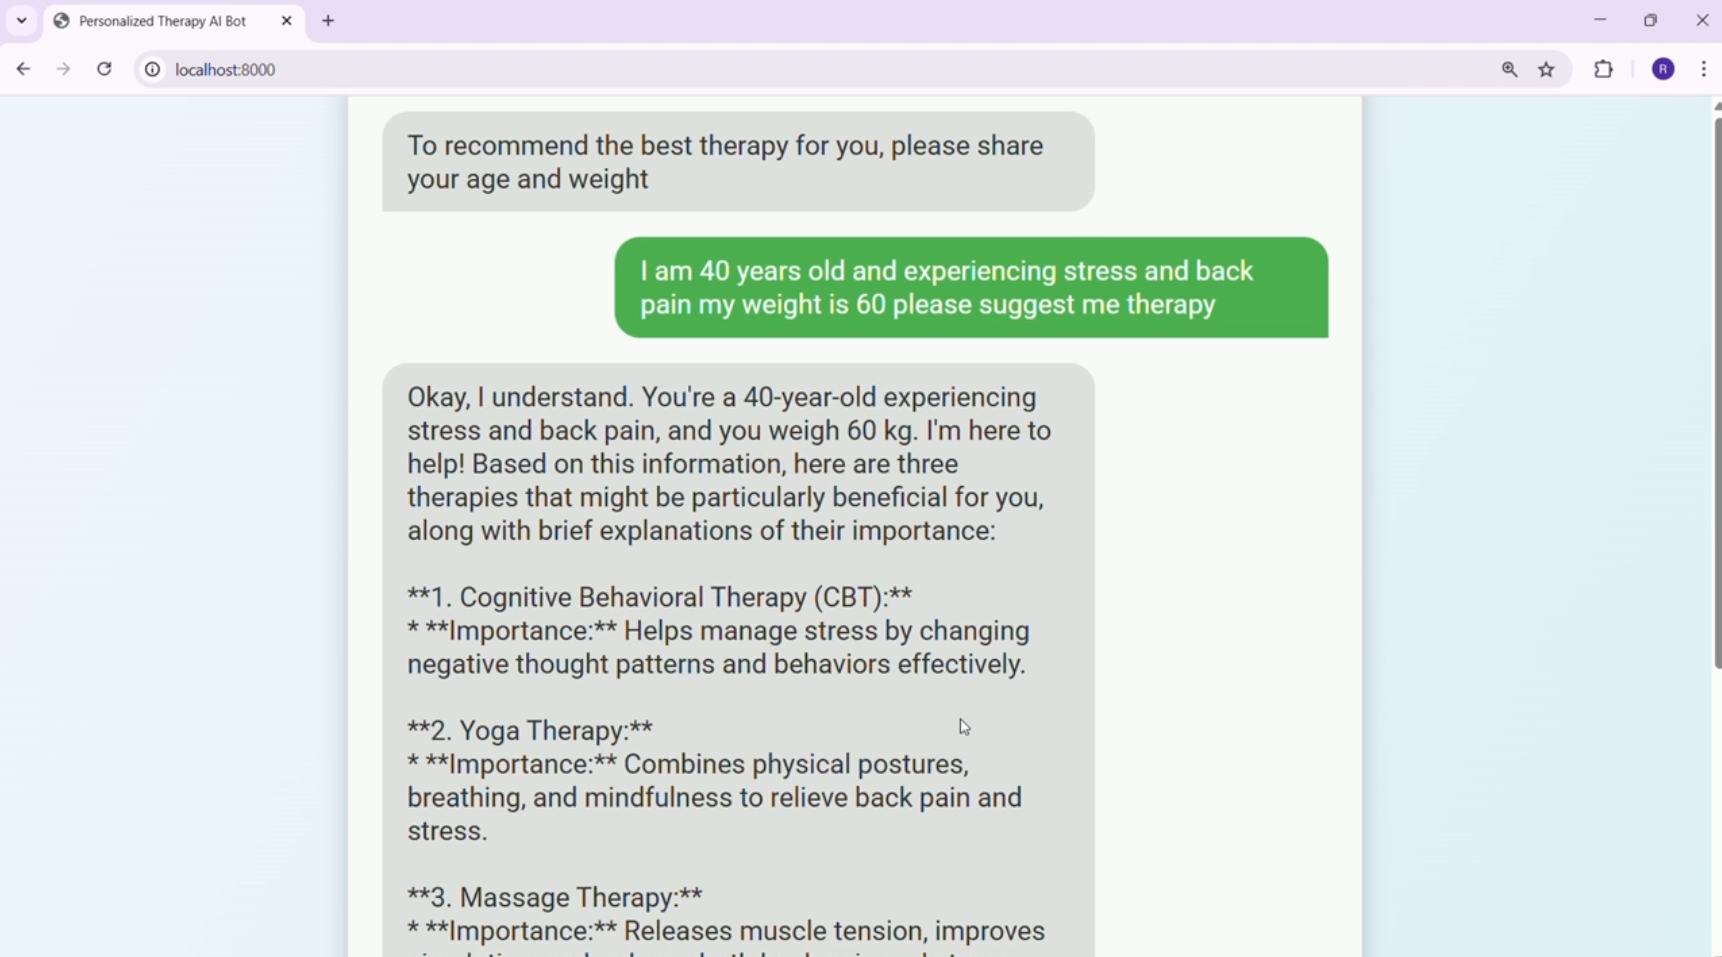 Personalized Therapy AI Bot
localhost:8000
R
To recommend the best therapy for you, please share
your age and weight
I am 40 years old and experiencing stress and back
pain my weight is 60 please suggest me therapy
Okay, I understand. You're a 40-year-old experiencing
stress and back pain, and you weigh 60 kg. I'm here to
help! Based on this information, here are three
therapies that might be particularly beneficial for you,
along with brief explanations of their importance:
**1. Cognitive Behavioral Therapy (CBT):**
* **Importance:** Helps manage stress by changing
negative thought patterns and behaviors effectively.
**2. Yoga Therapy:**
* **Importance:** Combines physical postures,
breathing, and mindfulness to relieve back pain and
stress.
**3. Massage Therapy:**
* **Importance:** Releases muscle tension, improves